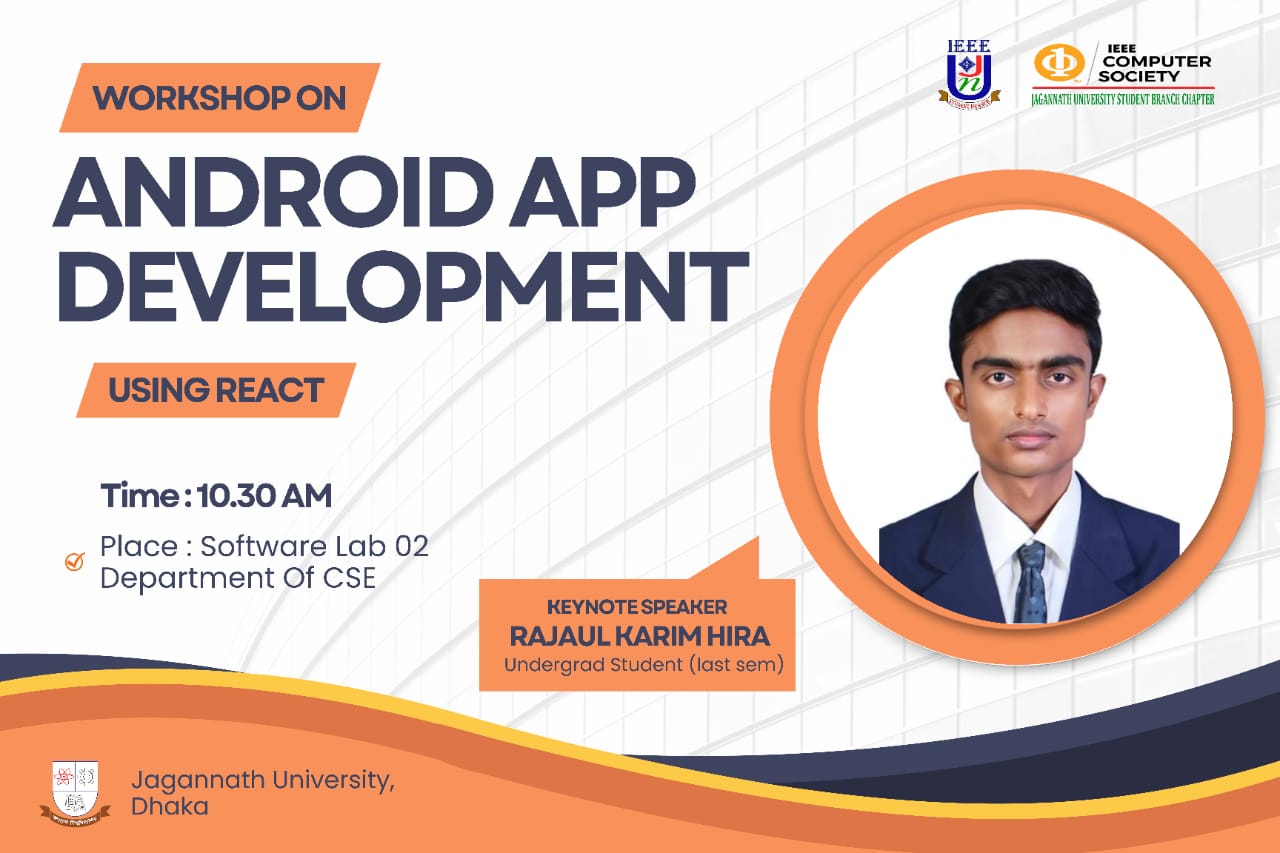 WORKSHOP ON
ANDROID APP
DEVELOPMENT
USING REACT
Time : 10.30 AM
Place : Software Lab 02
Department Of CSE
IEEE
IEEE
COMPUTER
SOCIETY
JAGANNATH UNIVERSITY STUDENT BRANCH CHAPTER
KEYNOTE SPEAKER
RAJAUL KARIM HIRA
Undergrad Student (last sem)
Jagannath University,
Dhaka